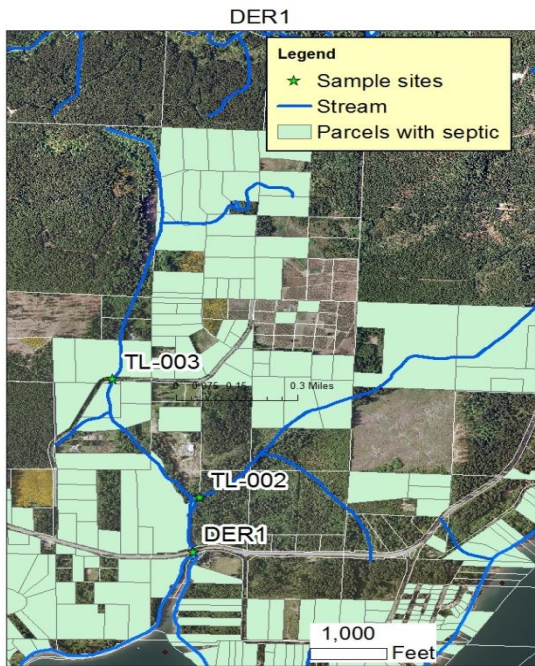 DER1
Legend
Sample sites
Stream
Parcels with septic
TL-003
0 0.075 0.15 0.3 Miles
TL-002
DER1
1,000
Feet